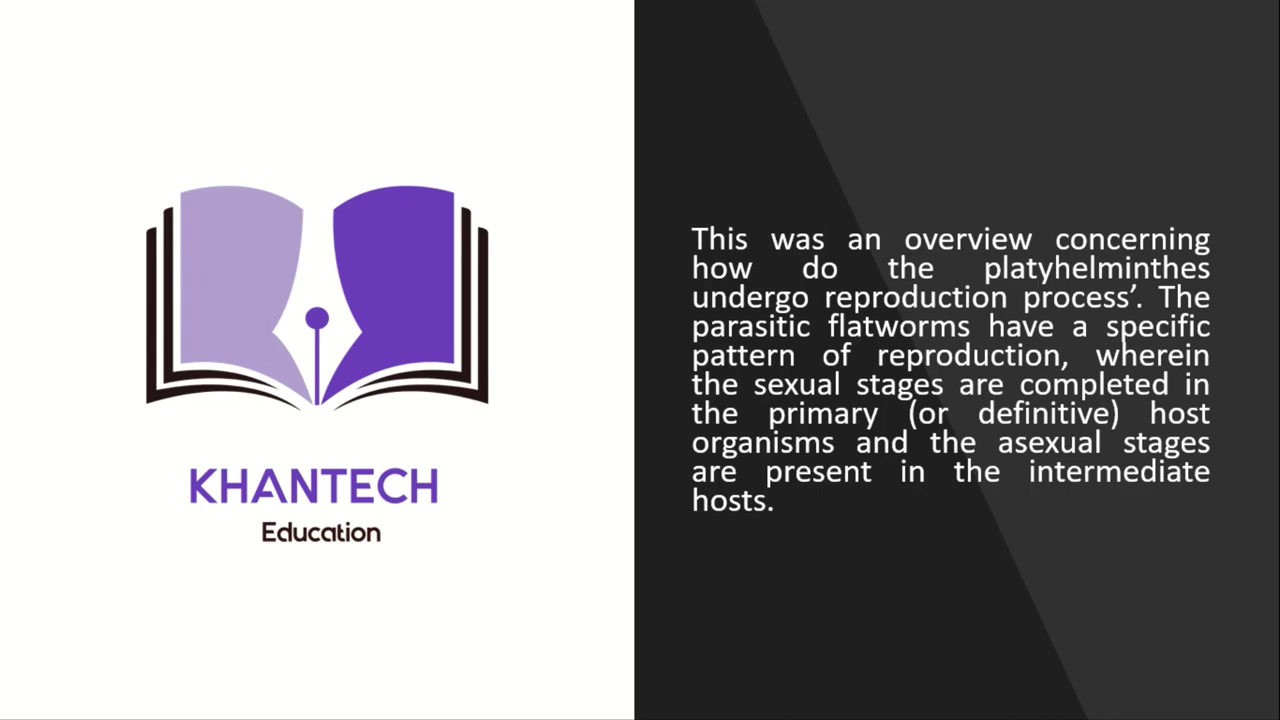 KHANTECH
Education
This was an overview concerning
how do the platyhelminthes
undergo reproduction process’. The
parasitic flatworms have a specific
pattern of reproduction, wherein
the sexual stages are completed in
the primary (or definitive) host
organisms and the asexual stages
are present in the intermediate
hosts.